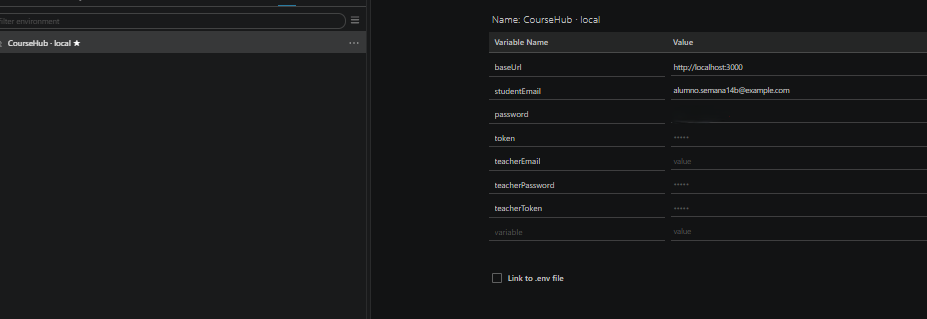 Filter environment
CourseHub · local ★
Name: CourseHub · local
Variable Name Value
baseUrl http://localhost:3000
studentEmail alumno.semana14b@example.com
password
token *****
teacherEmail value
teacherPassword *****
teacherToken *****
variable value
Link to .env file